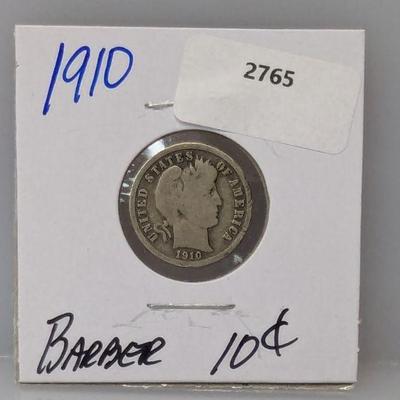 1910
2765
UNITED STATES OF AMERICA
1910
BARBER 10¢